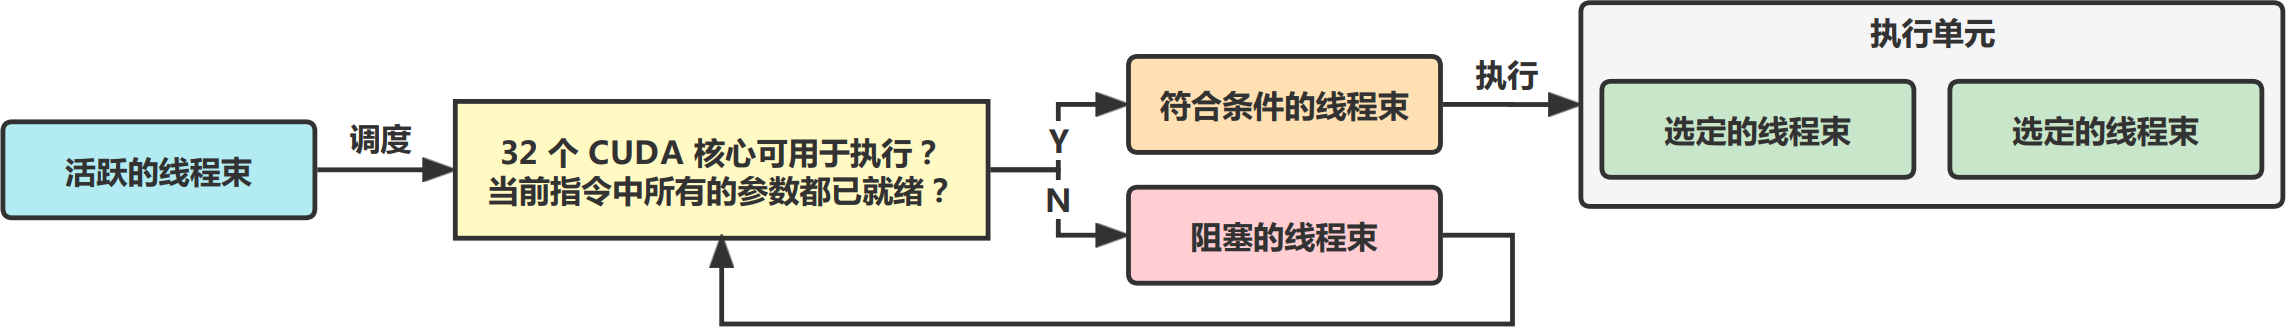 活跃的线程束
调度
32 个 CUDA 核心可用于执行？
当前指令中所有的参数都已就绪？
Y
N
符合条件的线程束
阻塞的线程束
执行
执行单元
选定的线程束
选定的线程束